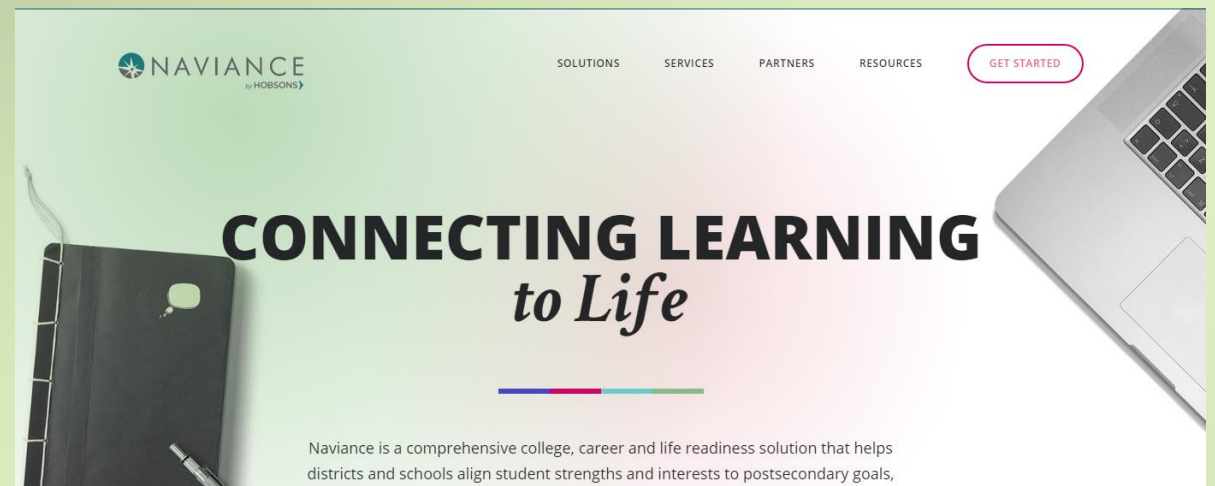 NAVIANCE
by HOBSONS
SOLUTIONS SERVICES PARTNERS RESOURCES GET STARTED
CONNECTING LEARNING
to Life
Naviance is a comprehensive college, career and life readiness solution that helps
districts and schools align student strengths and interests to postsecondary goals,